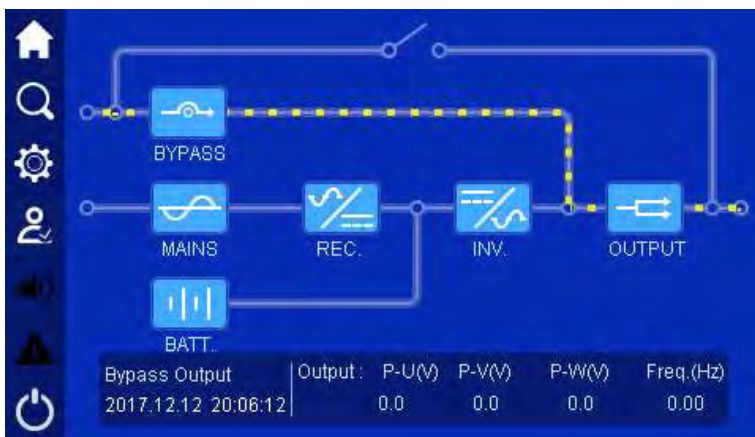 BYPASS
MAINS
REC.
INV.
OUTPUT
BATT.
Bypass Output
Output : P-U(V) P-V(V) P-W(V) Freq.(Hz)
2017.12.12 20:06:12 0.0 0.0 0.0 0.00